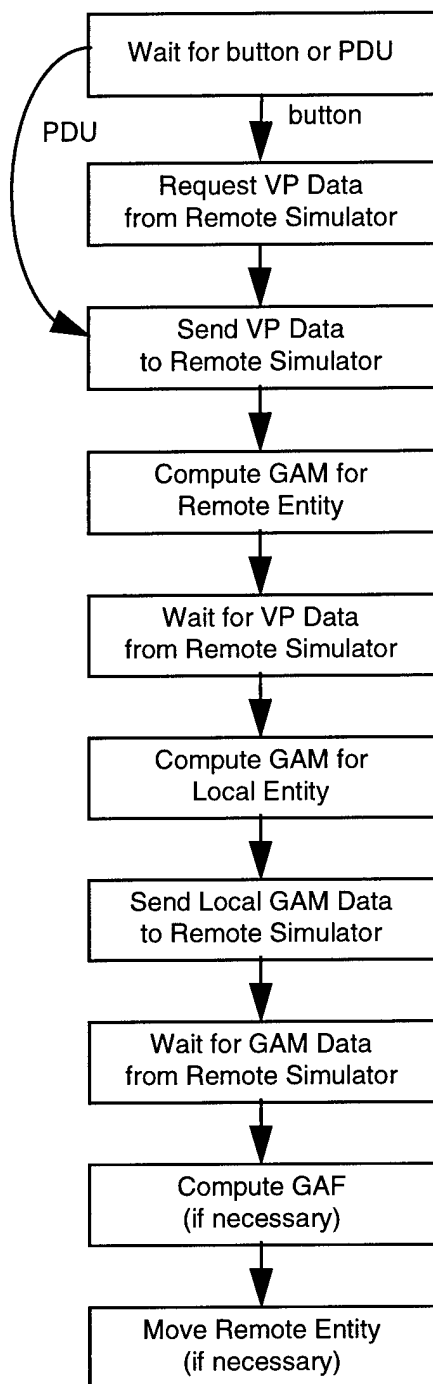 Wait for button or PDU
PDU
button
Request VP Data
from Remote Simulator
Send VP Data
to Remote Simulator
Compute GAM for
Remote Entity
Wait for VP Data
from Remote Simulator
Compute GAM for
Local Entity
Send Local GAM Data
to Remote Simulator
Wait for GAM Data
from Remote Simulator
Compute GAF
(if necessary)
Move Remote Entity
(if necessary)